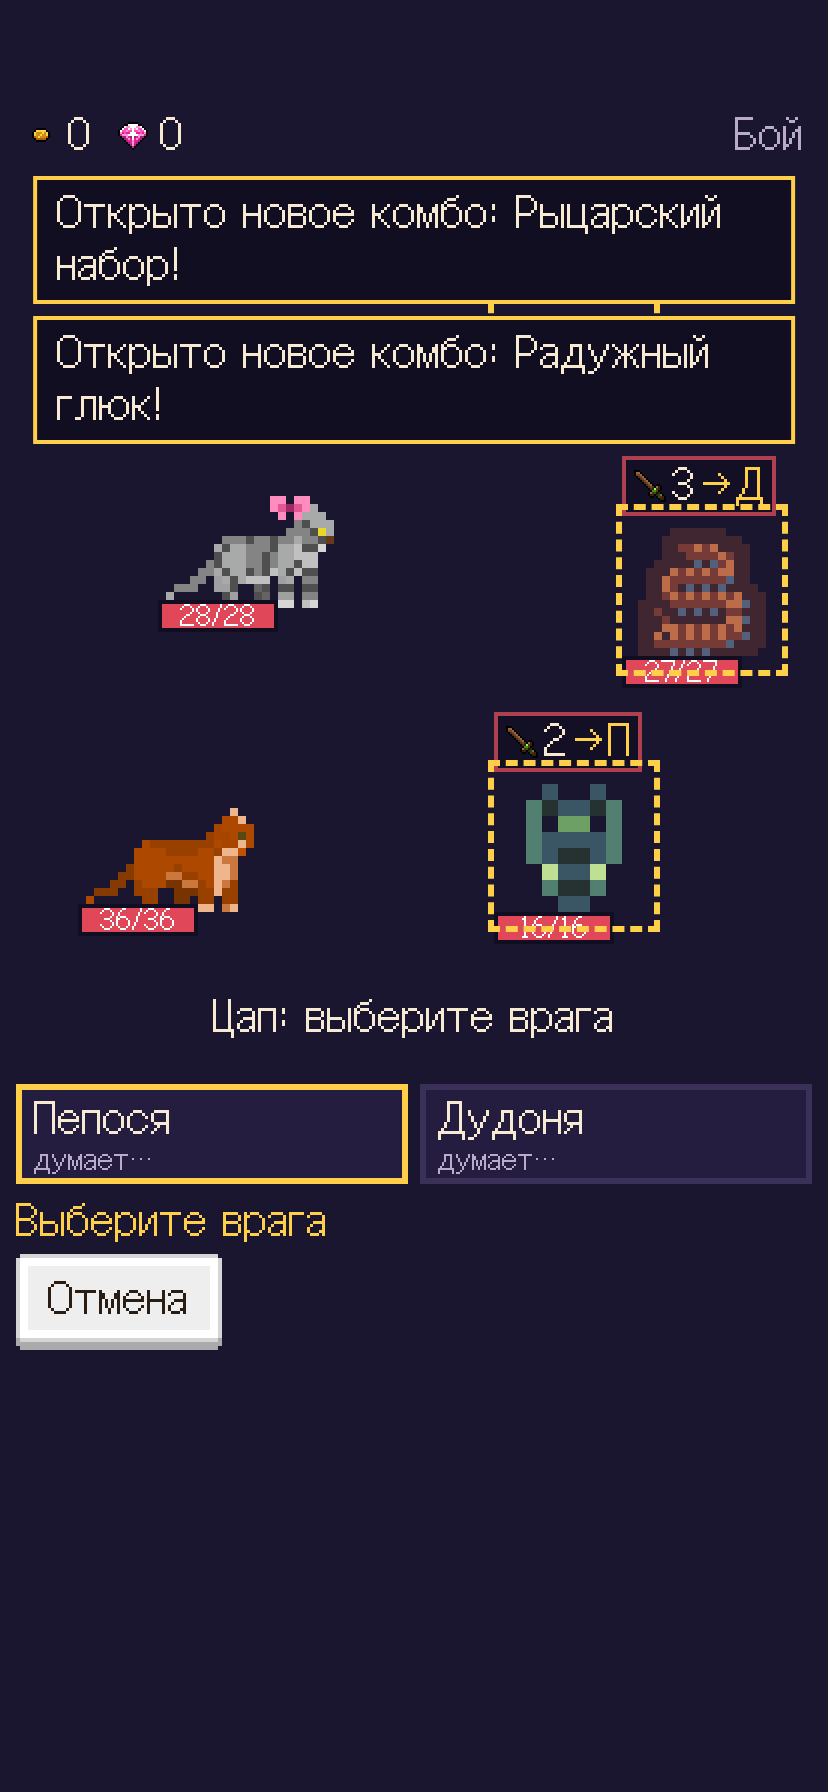 0 0 Бой
Открыто новое комбо: Рыцарский
набор!
Открыто новое комбо: Радужный
глюк!
3→Д
28/28
27/27
2→П
36/36
16/16
Цап: выберите врага
Пепося
думает...
Дудоня
думает...
Выберите врага
Отмена